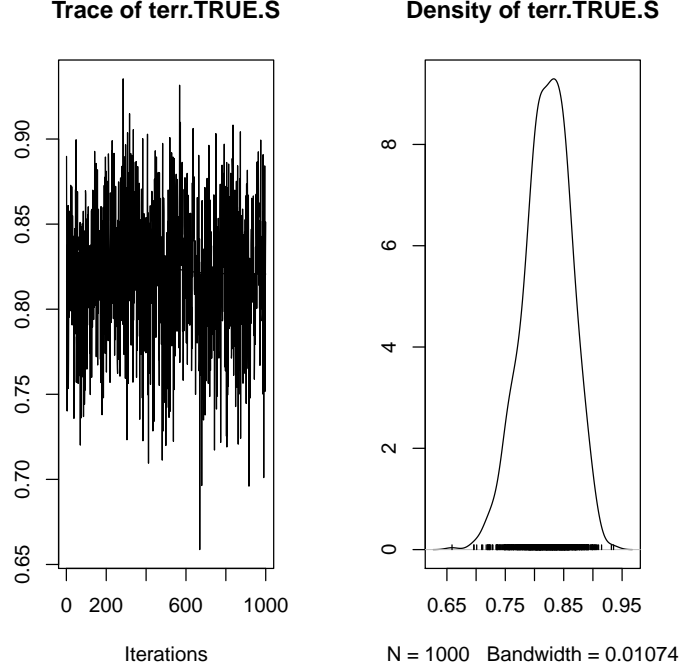 Trace of terr.TRUE.S
0.65 0.70 0.75 0.80 0.85 0.90
0 200 600 1000
Iterations
Density of terr.TRUE.S
0 2 4 6 8
0.65 0.75 0.85 0.95
N = 1000 Bandwidth = 0.01074